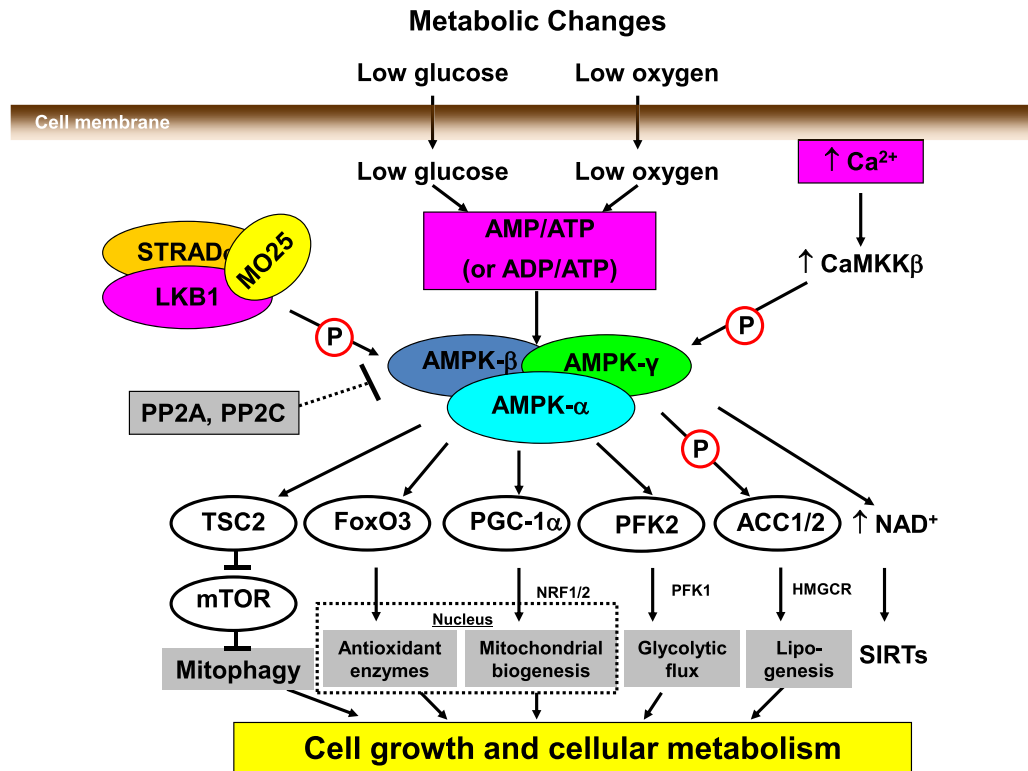 Metabolic Changes
Low glucose
Low oxygen
Cell membrane
Low glucose
Low oxygen
↑ Ca²⁺
AMP/ATP
(or ADP/ATP)
STRADα
MO25
LKB1
↑ CaMKKβ
P
P
AMPK-β
AMPK-γ
AMPK-α
PP2A, PP2C
P
TSC2
FoxO3
PGC-1α
PFK2
ACC1/2
↑ NAD⁺
mTOR
NRF1/2
PFK1
HMGCR
Nucleus
Mitophagy
Antioxidant
enzymes
Mitochondrial
biogenesis
Glycolytic
flux
Lipo-
genesis
SIRTs
Cell growth and cellular metabolism